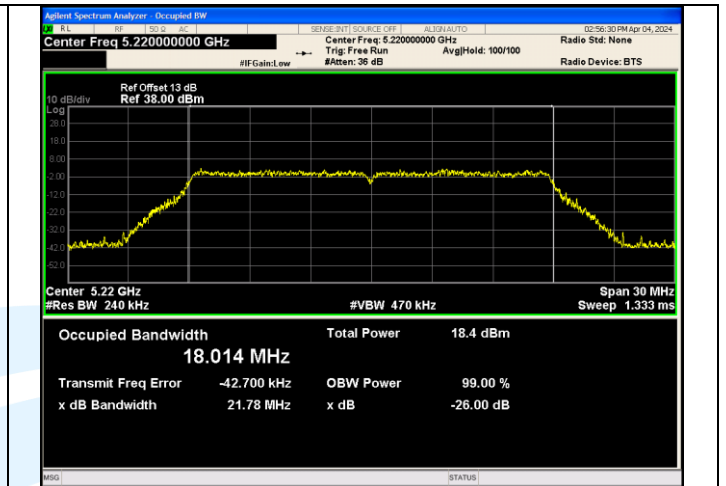 Agilent Spectrum Analyzer - Occupied BW
RL RF 50 Ω AC SENSE:INT SOURCE OFF ALIGN AUTO 02:56:30 PM Apr 04, 2024
Center Freq 5.220000000 GHz Center Freq: 5.220000000 GHz Radio Std: None
Trig: Free Run Avg|Hold: 100/100
#IFGain:Low #Atten: 36 dB Radio Device: BTS
Ref Offset 13 dB
10 dB/div Ref 38.00 dBm
Log
28.0
18.0
8.00
-2.00
-12.0
-22.0
-32.0
-42.0
-52.0
Center 5.22 GHz Span 30 MHz
#Res BW 240 kHz #VBW 470 kHz Sweep 1.333 ms
Occupied Bandwidth Total Power 18.4 dBm
18.014 MHz
Transmit Freq Error -42.700 kHz OBW Power 99.00 %
x dB Bandwidth 21.78 MHz x dB -26.00 dB
MSG STATUS